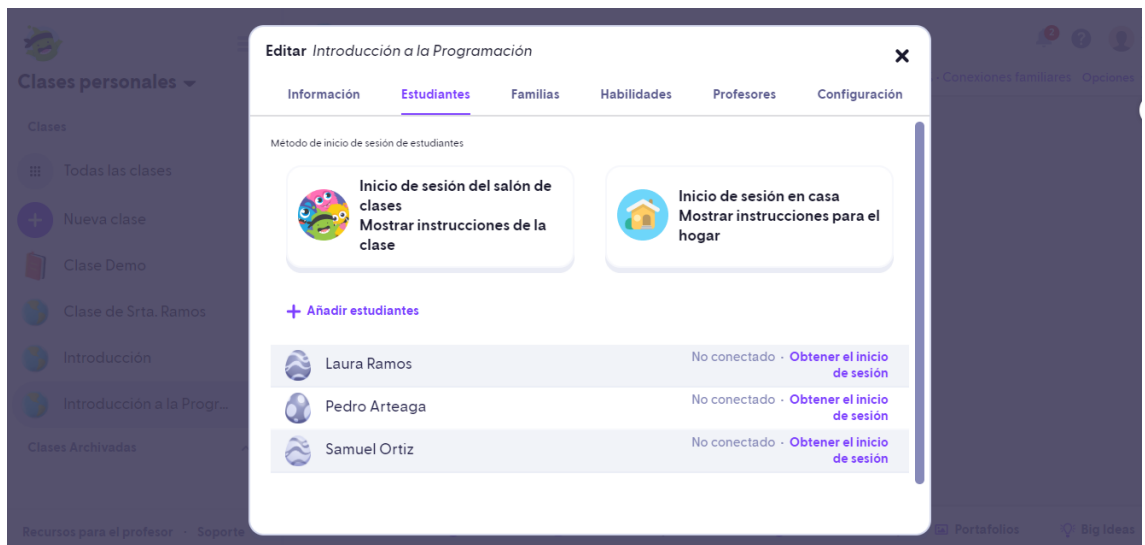 Editar Introducción a la Programación
Clases personales
Conexiones familiares Opciones
Información Estudiantes Familias Habilidades Profesores Configuración
Clases
Método de inicio de sesión de estudiantes
Todas las clases
Nueva clase
Clase Demo
Clase de Srta. Ramos
Introducción
Introducción a la Progr...
Clases Archivadas
Inicio de sesión del salón de
clases
Mostrar instrucciones de la
clase
Inicio de sesión en casa
Mostrar instrucciones para el
hogar
+ Añadir estudiantes
Laura Ramos No conectado · Obtener el inicio
de sesión
Pedro Arteaga No conectado · Obtener el inicio
de sesión
Samuel Ortiz No conectado · Obtener el inicio
de sesión
Recursos para el profesor · Soporte
Portafolios Big Ideas